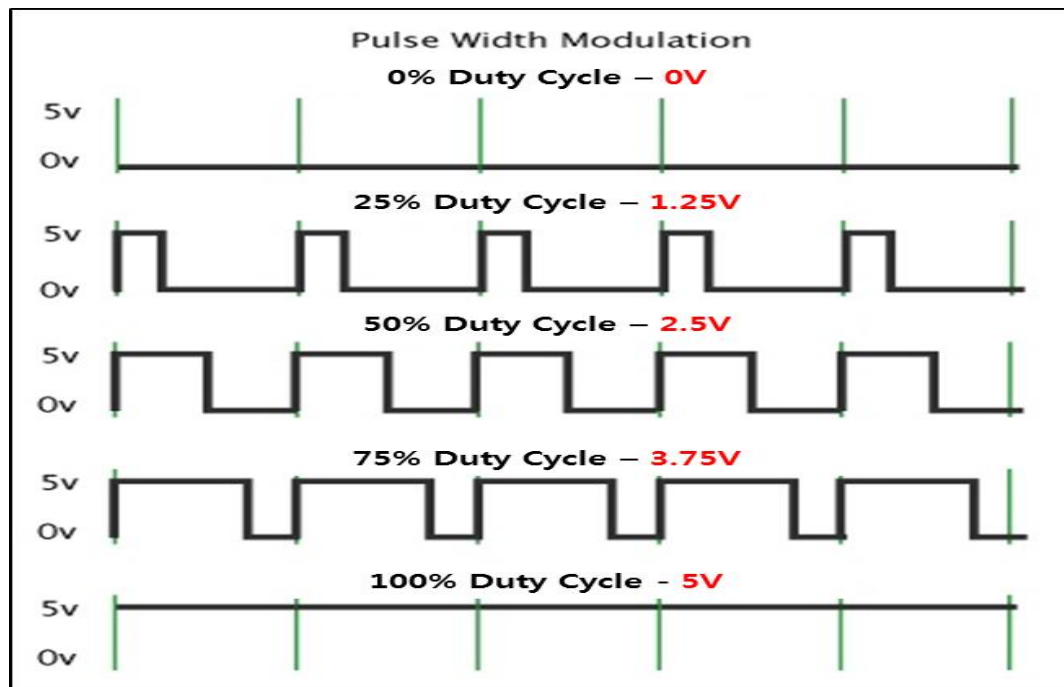 Pulse Width Modulation
0% Duty Cycle – 0V
5v
0v
25% Duty Cycle – 1.25V
5v
0v
50% Duty Cycle – 2.5V
5v
0v
75% Duty Cycle – 3.75V
5v
0v
100% Duty Cycle - 5V
5v
0v